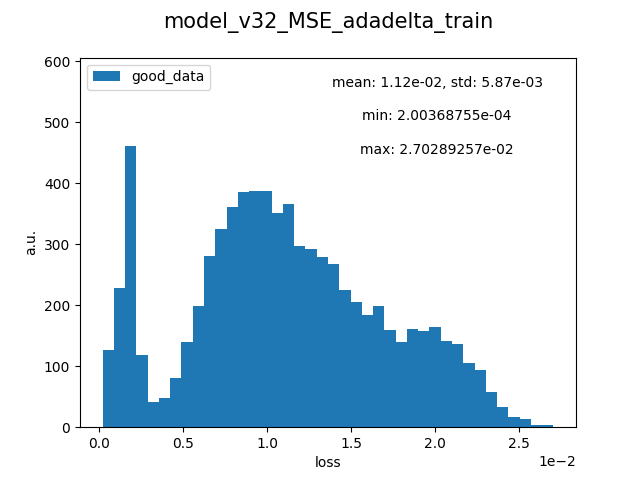 model_v32_MSE_adadelta_train
good_data
mean: 1.12e-02, std: 5.87e-03
min: 2.00368755e-04
max: 2.70289257e-02
a.u.
600
500
400
300
200
100
0
0.0 0.5 1.0 1.5 2.0 2.5
loss
1e−2